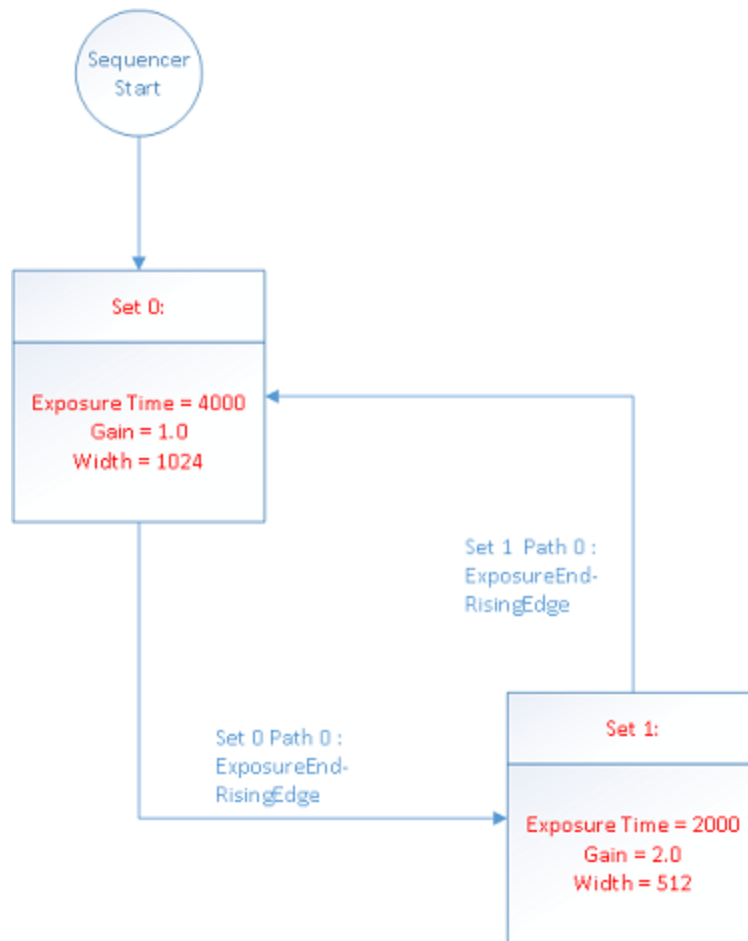 Sequencer
Start
Set 0:
Exposure Time = 4000
Gain = 1.0
Width = 1024
Set 1 Path 0 :
ExposureEnd-
RisingEdge
Set 0 Path 0 :
ExposureEnd-
RisingEdge
Set 1:
Exposure Time = 2000
Gain = 2.0
Width = 512